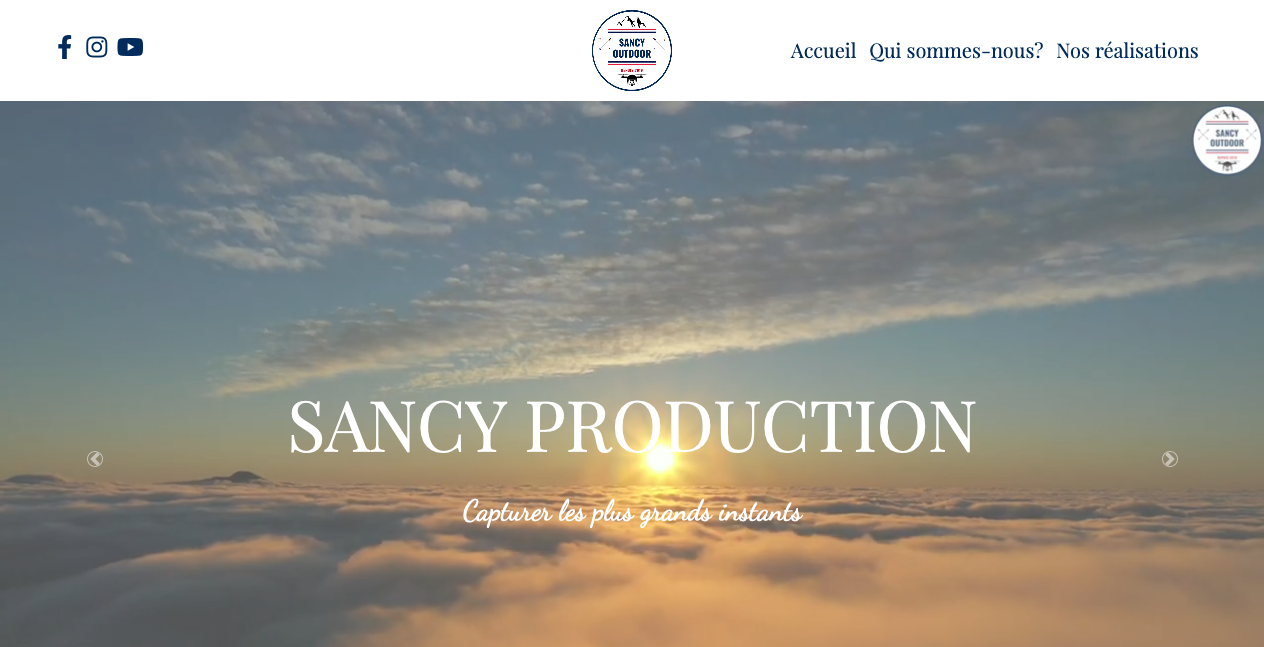 SANCY
OUTDOOR
Accueil Qui sommes-nous? Nos réalisations
SANCY
OUTDOOR
SANCY PRODUCTION
Capturer les plus grands instants